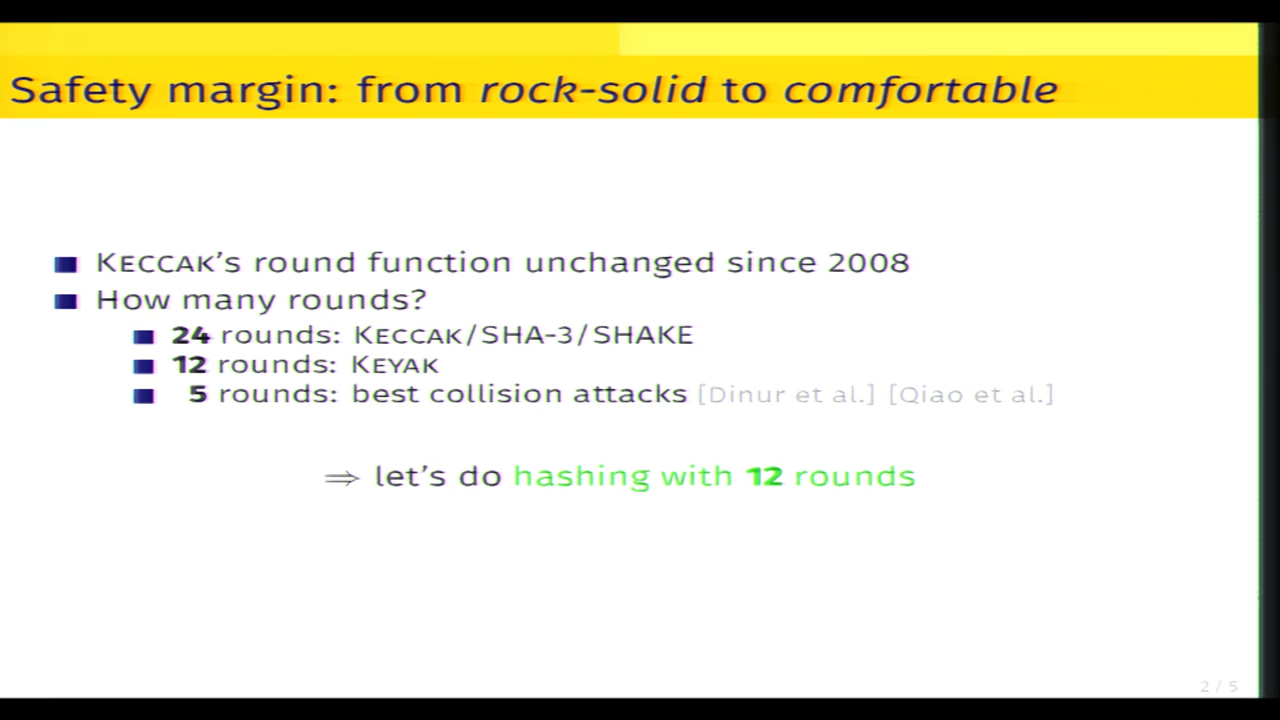 Safety margin: from rock-solid to comfortable
KECCAK's round function unchanged since 2008
How many rounds?
24 rounds: KECCAK/SHA-3/SHAKE
12 rounds: KEYAK
5 rounds: best collision attacks [Dinur et al.] [Qiao et al.]
⇒ let's do hashing with 12 rounds
2 / 5